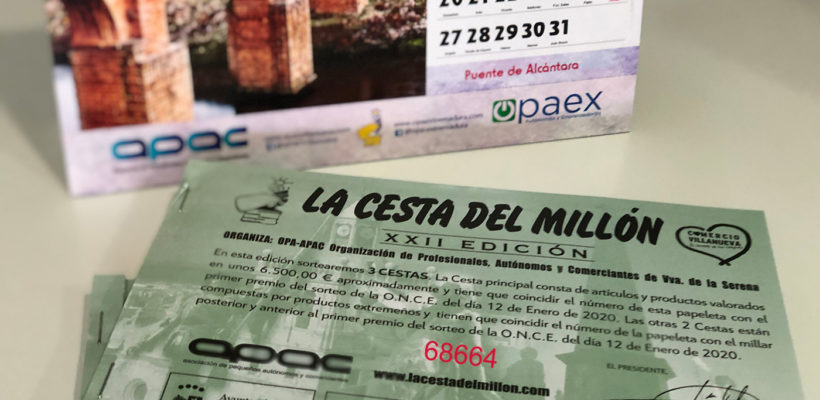 27 28 29 30 31
Puente de Alcántara
apac
opaex
LA CESTA DEL MILLÓN
XXII EDICIÓN
COMERCIO
VILLANUEVA
ORGANIZA: OPA-APAC Organización de Profesionales, Autónomos y Comerciantes de Vva. de la Serena
En esta edición sortearemos 3 CESTAS. La Cesta principal consta de artículos y productos valorados
en unos 6.500,00 € aproximadamente y tiene que coincidir el número de esta papeleta con el
primer premio del sorteo de la O.N.C.E. del día 12 de Enero de 2020. Las otras 2 Cestas están
compuestas por productos extremeños y tienen que coincidir el número de la papeleta con el millar
posterior y anterior al primer premio del sorteo de la O.N.C.E. del día 12 de Enero de 2020.
68664
EL PRESIDENTE,
apac
asociación de pequeños autónomos y comerciantes
www.lacestadelmillon.com